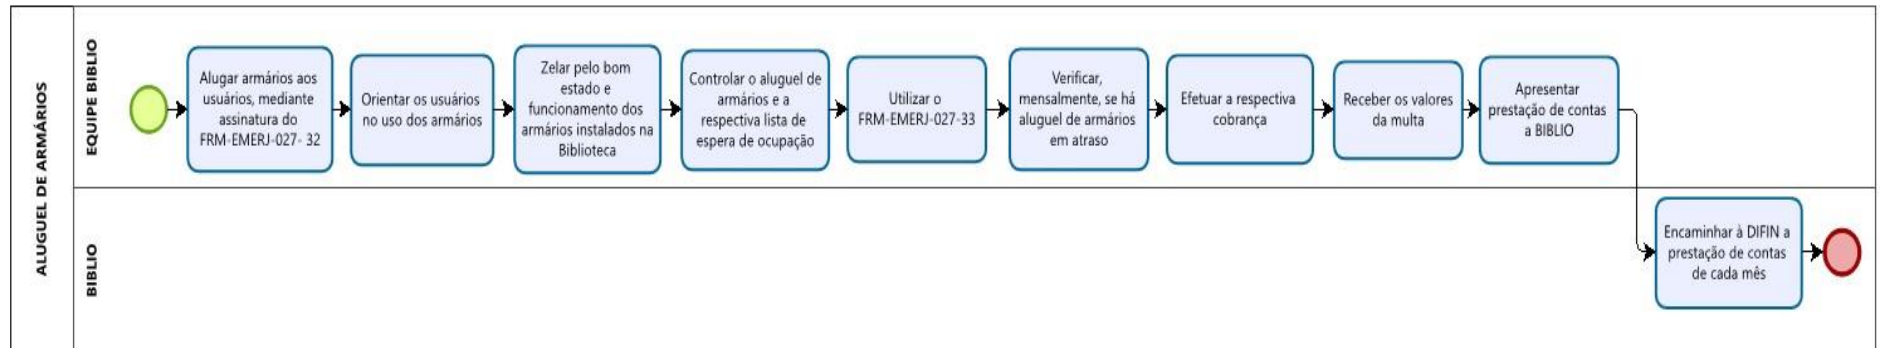 ALUGUEL DE ARMÁRIOS
EQUIPE BIBLIO
Alugar armários aos
usuários, mediante
assinatura do
FRM-EMERJ-027- 32
Orientar os usuários
no uso dos armários
Zelar pelo bom
estado e
funcionamento dos
armários instalados na
Biblioteca
Controlar o aluguel de
armários e a
respectiva lista de
espera de ocupação
Utilizar o
FRM-EMERJ-027-33
Verificar,
mensalmente, se há
aluguel de armários
em atraso
Efetuar a respectiva
cobrança
Receber os valores
da multa
Apresentar
prestação de contas
a BIBLIO
BIBLIO
Encaminhar à DIFIN a
prestação de contas
de cada mês